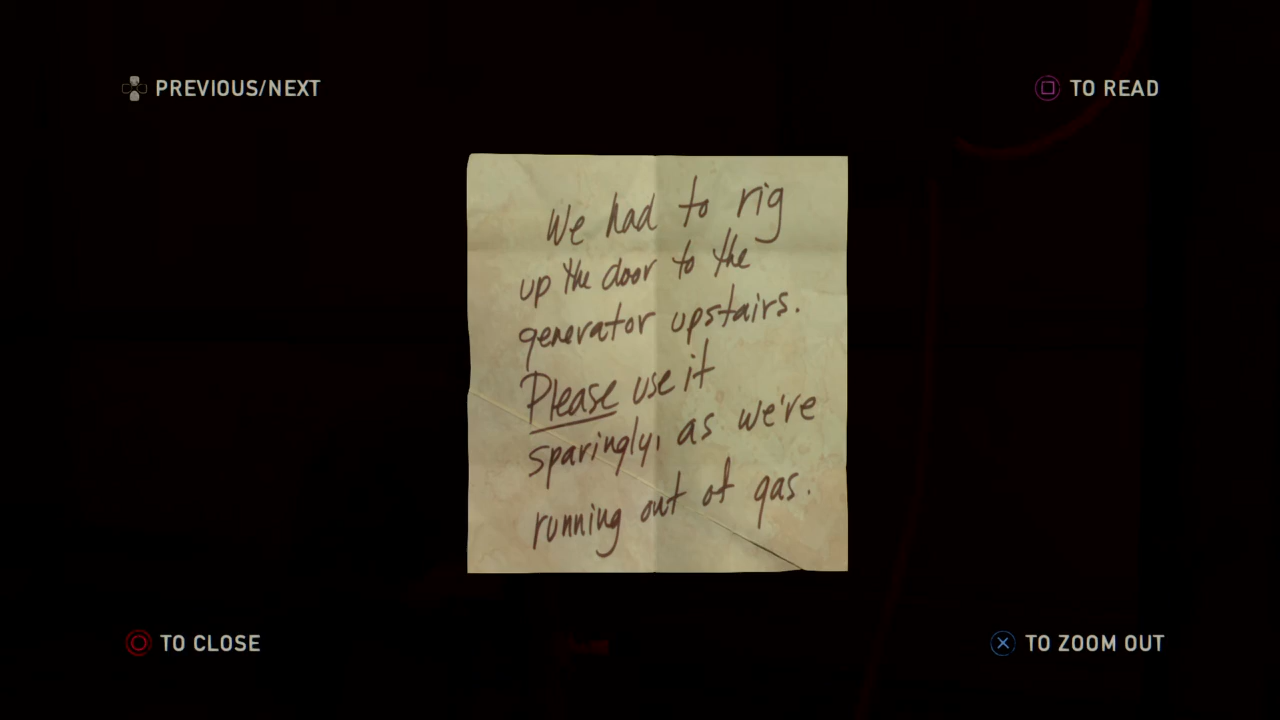 PREVIOUS/NEXT
TO READ
We had to rig
up the door to the
generator upstairs.
Please use it
sparingly, as we're
running out of gas.
TO CLOSE
TO ZOOM OUT